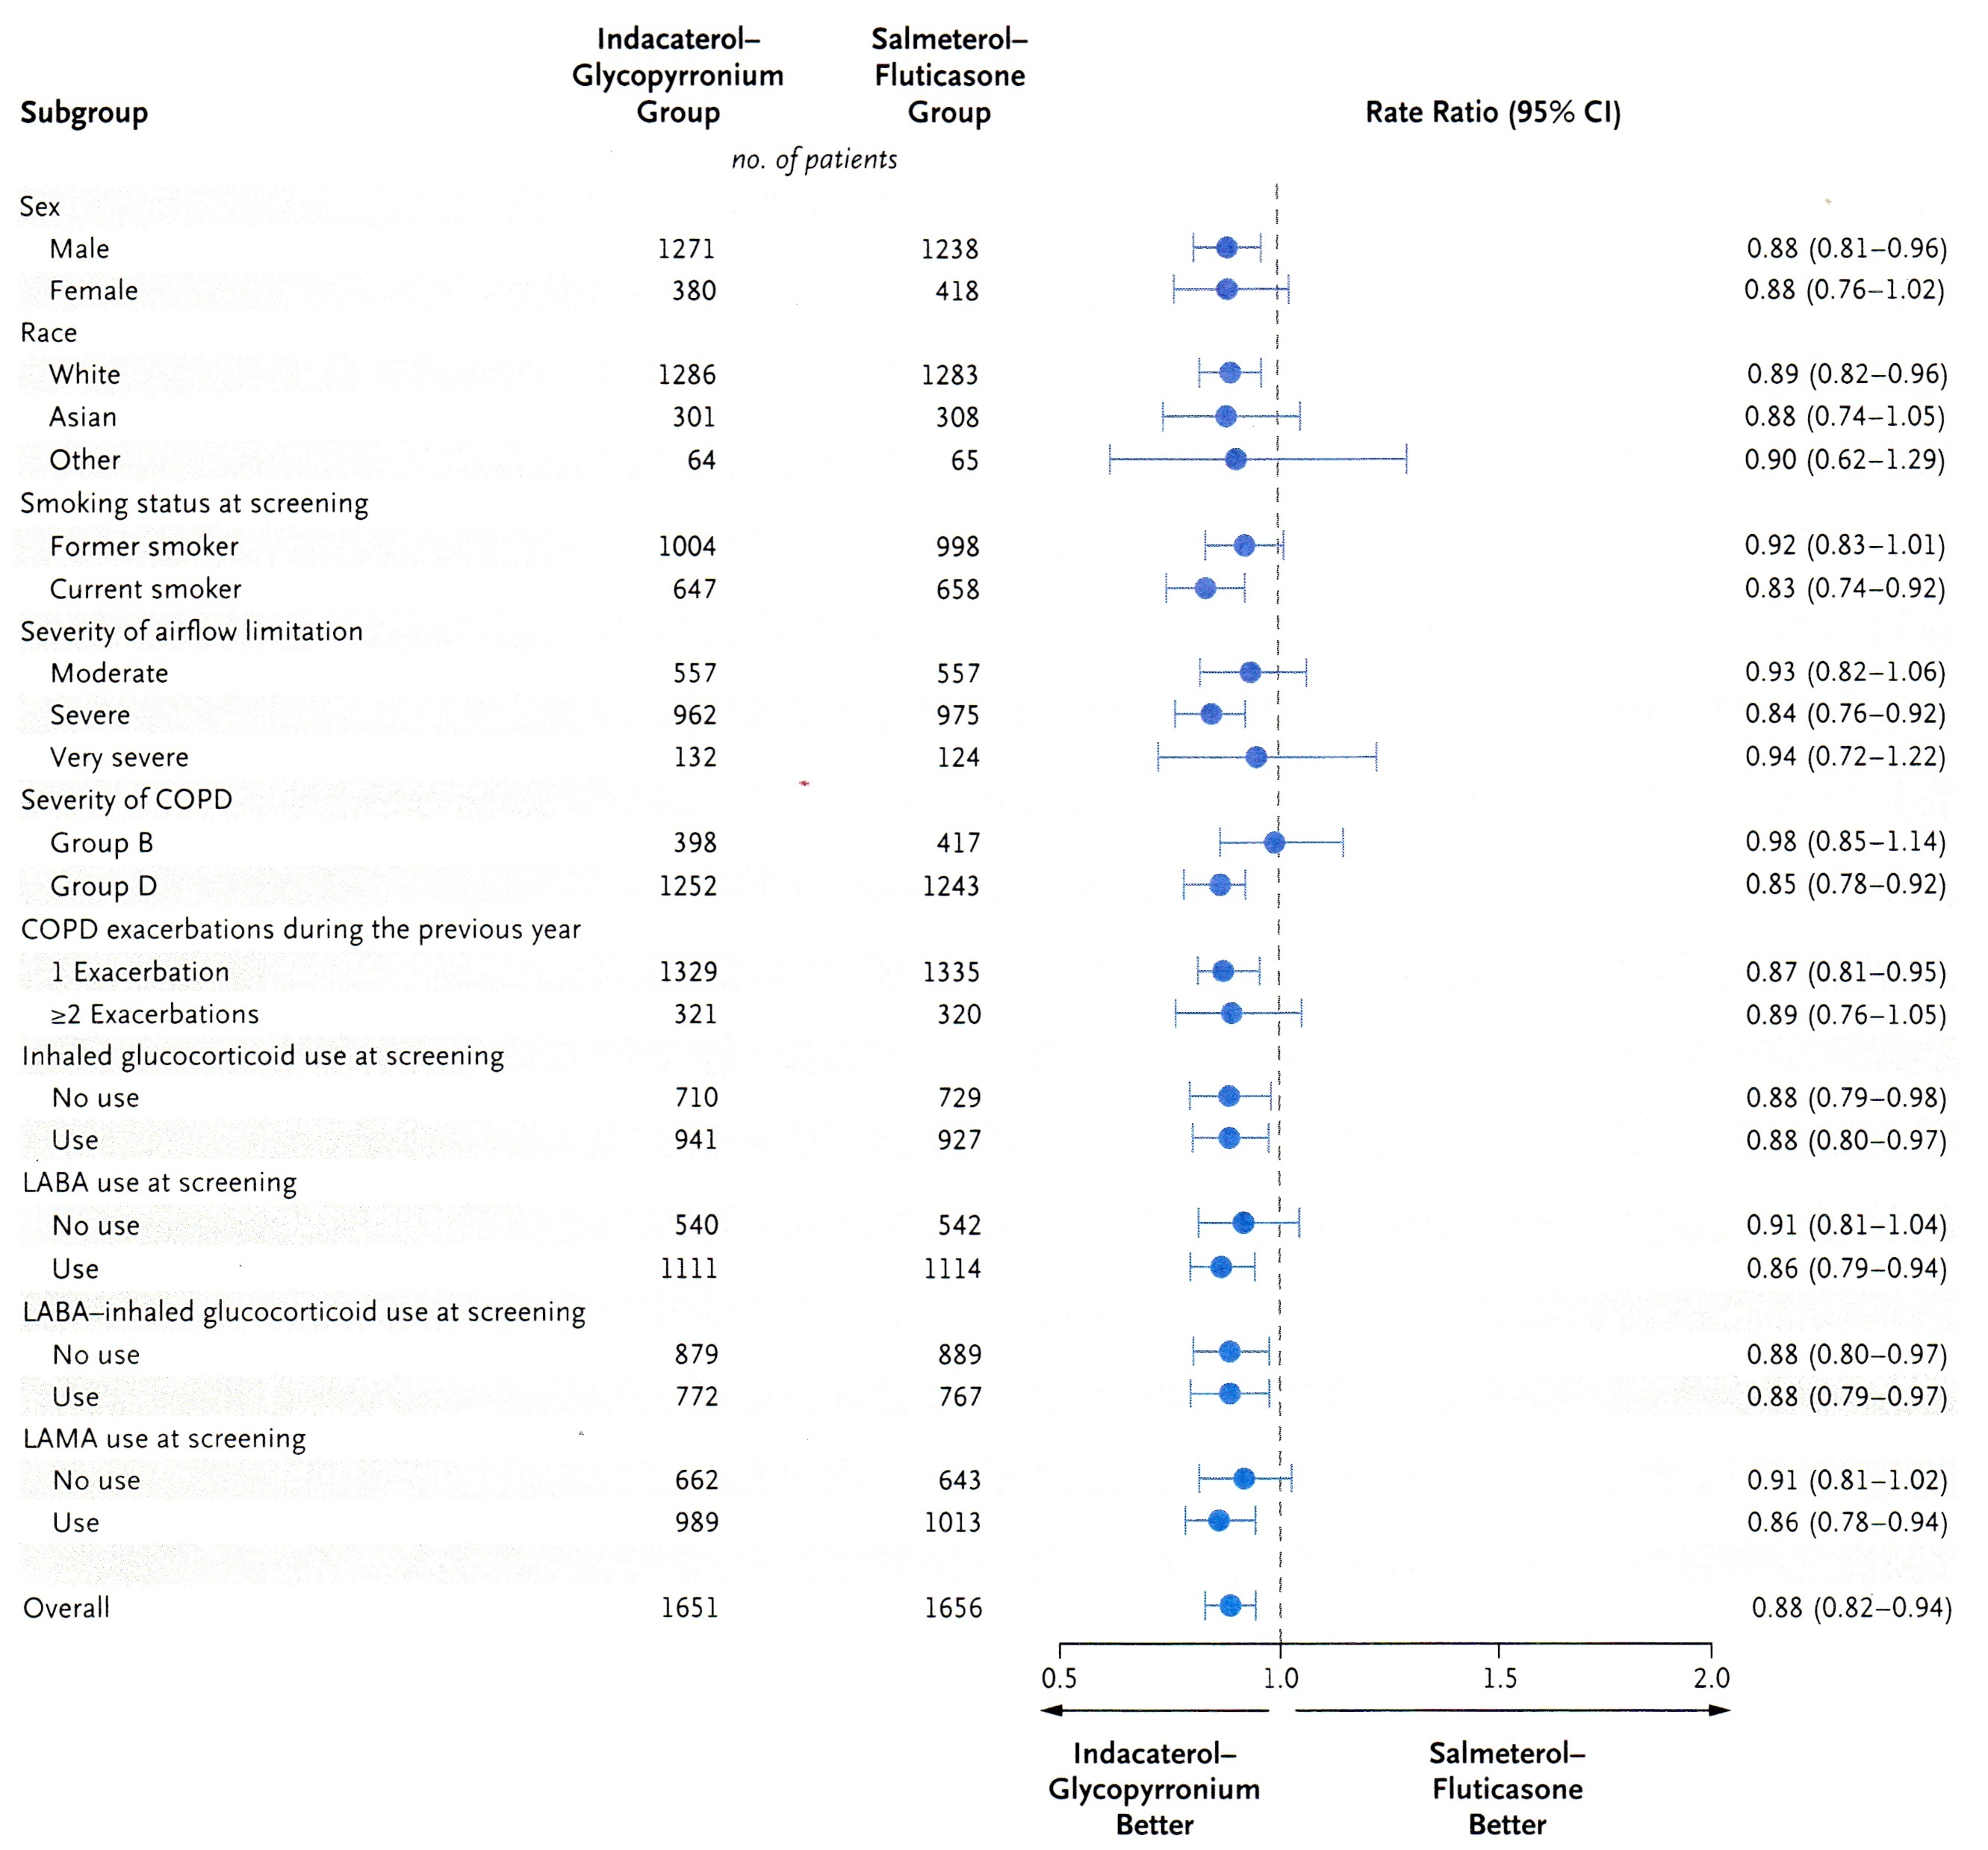 Indacaterol– Salmeterol–
Glycopyrronium Fluticasone
Subgroup Group Group Rate Ratio (95% CI)
no. of patients
Sex
Male 1271 1238 0.88 (0.81–0.96)
Female 380 418 0.88 (0.76–1.02)
Race
White 1286 1283 0.89 (0.82–0.96)
Asian 301 308 0.88 (0.74–1.05)
Other 64 65 0.90 (0.62–1.29)
Smoking status at screening
Former smoker 1004 998 0.92 (0.83–1.01)
Current smoker 647 658 0.83 (0.74–0.92)
Severity of airflow limitation
Moderate 557 557 0.93 (0.82–1.06)
Severe 962 975 0.84 (0.76–0.92)
Very severe 132 124 0.94 (0.72–1.22)
Severity of COPD
Group B 398 417 0.98 (0.85–1.14)
Group D 1252 1243 0.85 (0.78–0.92)
COPD exacerbations during the previous year
1 Exacerbation 1329 1335 0.87 (0.81–0.95)
≥2 Exacerbations 321 320 0.89 (0.76–1.05)
Inhaled glucocorticoid use at screening
No use 710 729 0.88 (0.79–0.98)
Use 941 927 0.88 (0.80–0.97)
LABA use at screening
No use 540 542 0.91 (0.81–1.04)
Use 1111 1114 0.86 (0.79–0.94)
LABA–inhaled glucocorticoid use at screening
No use 879 889 0.88 (0.80–0.97)
Use 772 767 0.88 (0.79–0.97)
LAMA use at screening
No use 662 643 0.91 (0.81–1.02)
Use 989 1013 0.86 (0.78–0.94)
Overall 1651 1656 0.88 (0.82–0.94)
0.5 1.0 1.5 2.0
Indacaterol– Salmeterol–
Glycopyrronium Fluticasone
Better Better